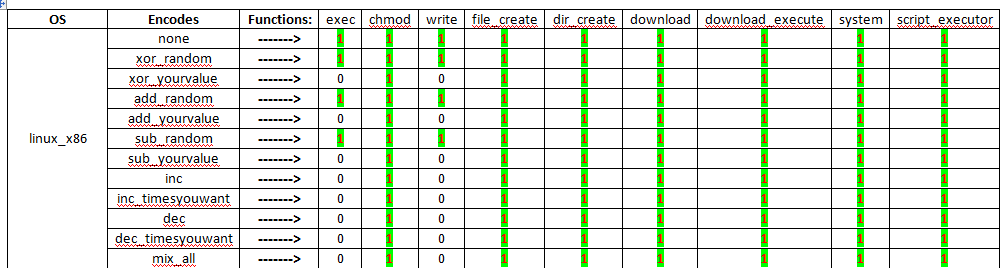 OS Encodes Functions: exec chmod write file_create dir_create download download_execute system script_executor
none -------> 1 1 1 1 1 1 1 1 1
xor_random -------> 1 1 1 1 1 1 1 1 1
xor_yourvalue -------> 0 1 0 1 1 1 1 1 1
add_random -------> 1 1 1 1 1 1 1 1 1
add_yourvalue -------> 0 1 0 1 1 1 1 1 1
linux_x86 sub_random -------> 1 1 1 1 1 1 1 1 1
sub_yourvalue -------> 0 1 0 1 1 1 1 1 1
inc -------> 0 1 0 1 1 1 1 1 1
inc_timesyouwant -------> 0 1 0 1 1 1 1 1 1
dec -------> 0 1 0 1 1 1 1 1 1
dec_timesyouwant -------> 0 1 0 1 1 1 1 1 1
mix_all -------> 0 1 0 1 1 1 1 1 1